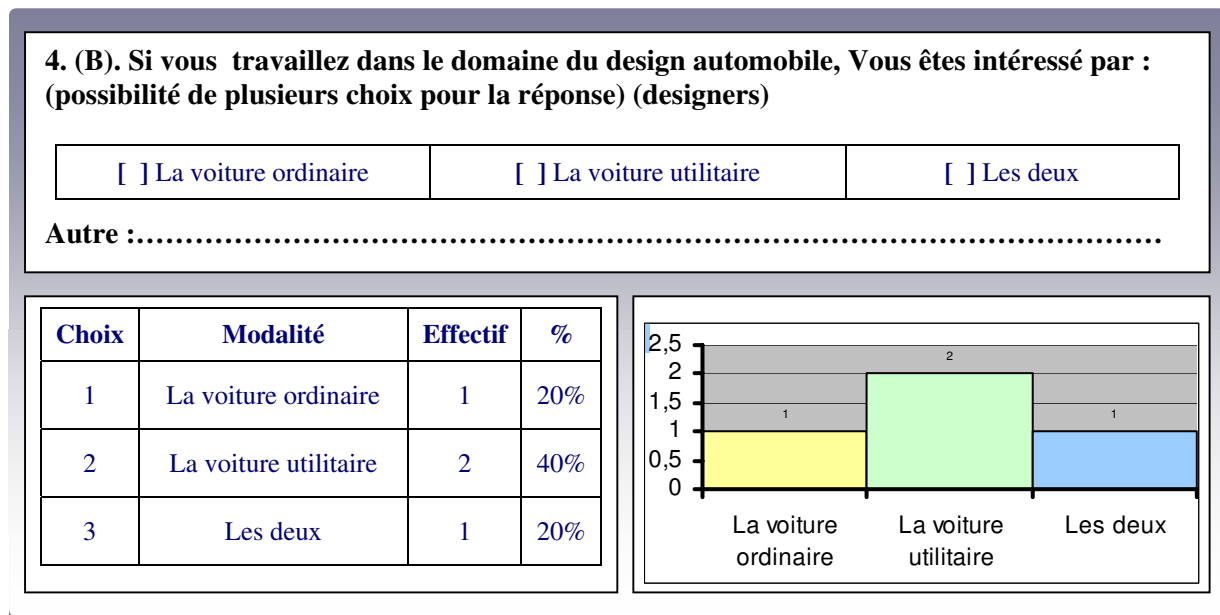 4. (B). Si vous  travaillez dans le domaine du design automobile, Vous êtes intéressé par :
(possibilité de plusieurs choix pour la réponse) (designers)
[  ] La voiture ordinaire [  ] La voiture utilitaire [  ] Les deux
Autre :…………………………………………………………………………………………
Choix Modalité Effectif %
1 La voiture ordinaire 1 20%
2 La voiture utilitaire 2 40%
3 Les deux 1 20%
2,5
2
1,5
1
0,5
0
1
2
1
La voiture ordinaire
La voiture utilitaire
Les deux